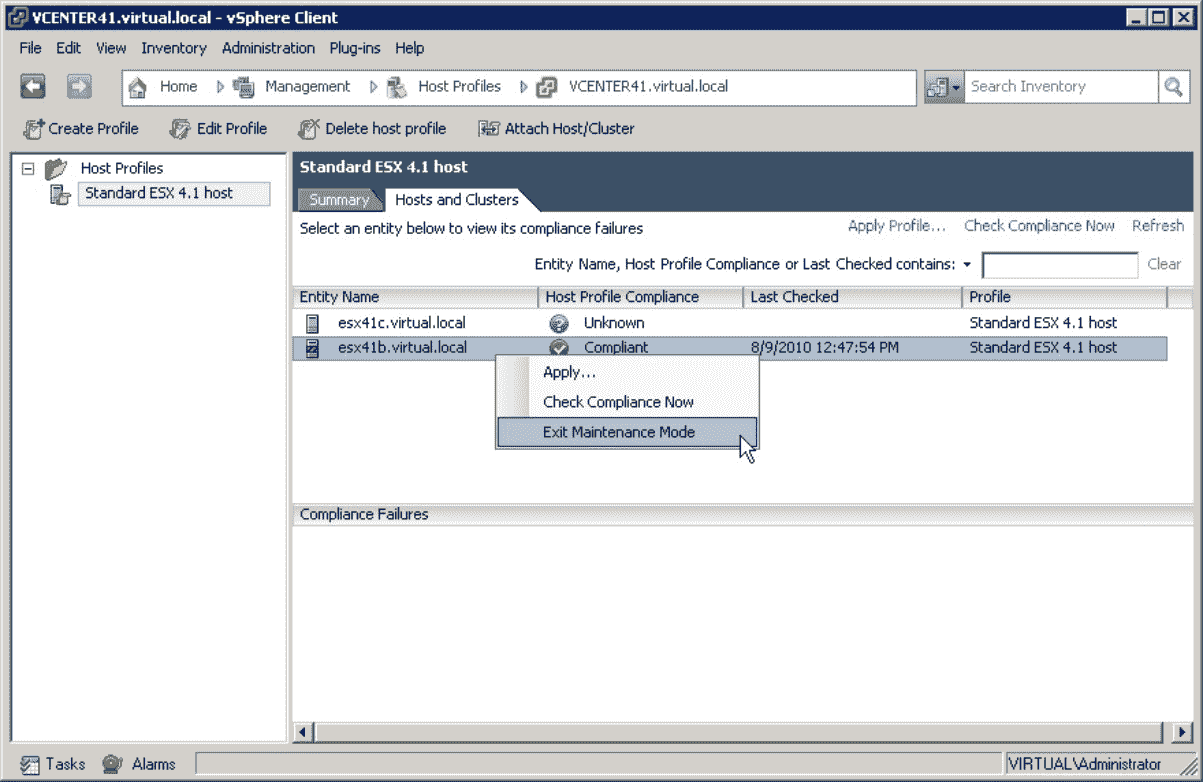 VCENTER41.virtual.local - vSphere Client
File Edit View Inventory Administration Plug-ins Help
Home Management Host Profiles VCENTER41.virtual.local Search Inventory
Create Profile Edit Profile Delete host profile Attach Host/Cluster
Host Profiles
Standard ESX 4.1 host
Standard ESX 4.1 host
Summary Hosts and Clusters
Select an entity below to view its compliance failures Apply Profile... Check Compliance Now Refresh
Entity Name, Host Profile Compliance or Last Checked contains: Clear
Entity Name Host Profile Compliance Last Checked Profile
esx41c.virtual.local Unknown Standard ESX 4.1 host
esx41b.virtual.local Compliant 8/9/2010 12:47:54 PM Standard ESX 4.1 host
Apply...
Check Compliance Now
Exit Maintenance Mode
Compliance Failures
Tasks Alarms VIRTUAL\Administrator